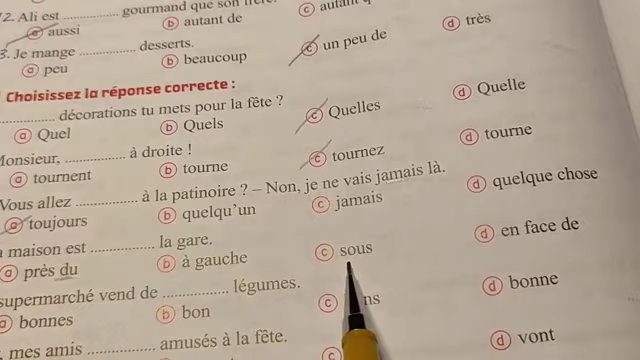 2. Ali est ............ gourmand que son
ⓐ aussi ⓑ autant de ⓒ
3. Je mange ............ desserts.
ⓐ peu ⓑ beaucoup ⓒ un peu de ⓓ très
Choisissez la réponse correcte :
............ décorations tu mets pour la fête ?
ⓐ Quel ⓑ Quels ⓒ Quelles ⓓ Quelle
Monsieur, ............ à droite !
ⓐ tournent ⓑ tourne ⓒ tournez ⓓ tourne
Vous allez ............ à la patinoire ? – Non, je ne vais jamais là.
ⓐ toujours ⓑ quelqu'un ⓒ jamais ⓓ quelque chose
maison est ............ la gare.
ⓐ près du ⓑ à gauche ⓒ sous ⓓ en face de
supermarché vend de ............ légumes.
ⓐ bonnes ⓑ bon ⓒ ns ⓓ bonne
mes amis ............ amusés à la fête.
ⓒ ⓓ vont